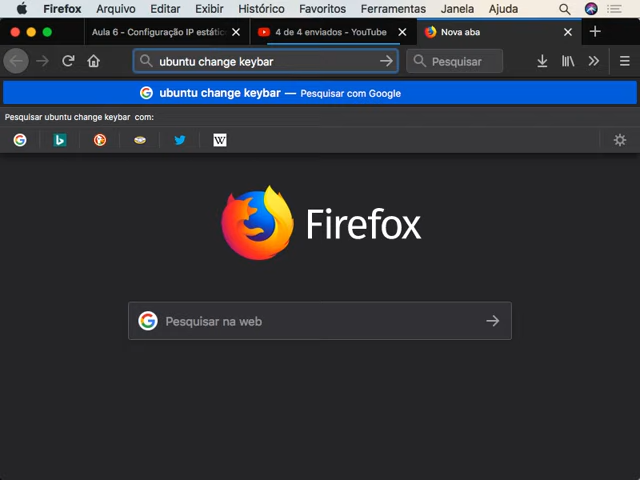 Firefox Arquivo Editar Exibir Histórico Favoritos Ferramentas Janela Ajuda
Aula 6 - Configuração IP estátic
4 de 4 enviados - YouTube
Nova aba
ubuntu change keybar
Pesquisar
ubuntu change keybar — Pesquisar com Google
Pesquisar ubuntu change keybar com:
Firefox
Pesquisar na web